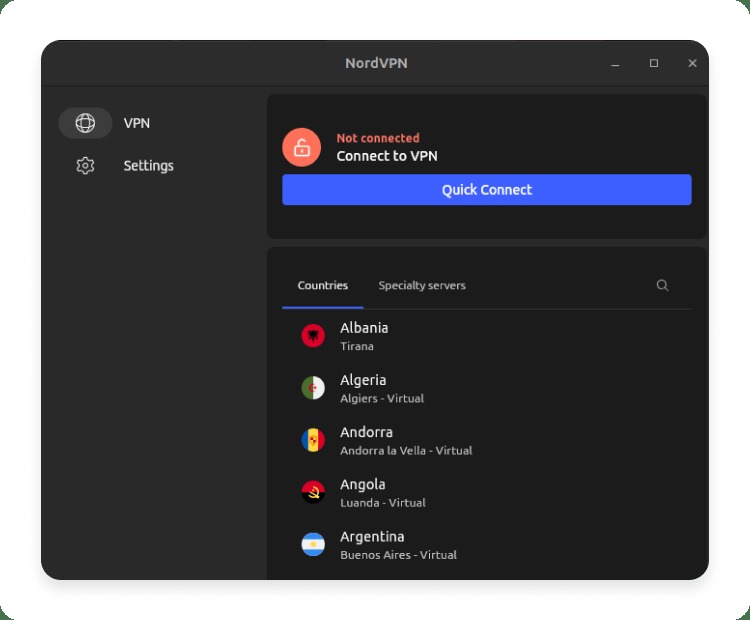 NordVPN
VPN
Settings
Not connected
Connect to VPN
Quick Connect
Countries
Specialty servers
Albania
Tirana
Algeria
Algiers - Virtual
Andorra
Andorra la Vella - Virtual
Angola
Luanda - Virtual
Argentina
Buenos Aires - Virtual